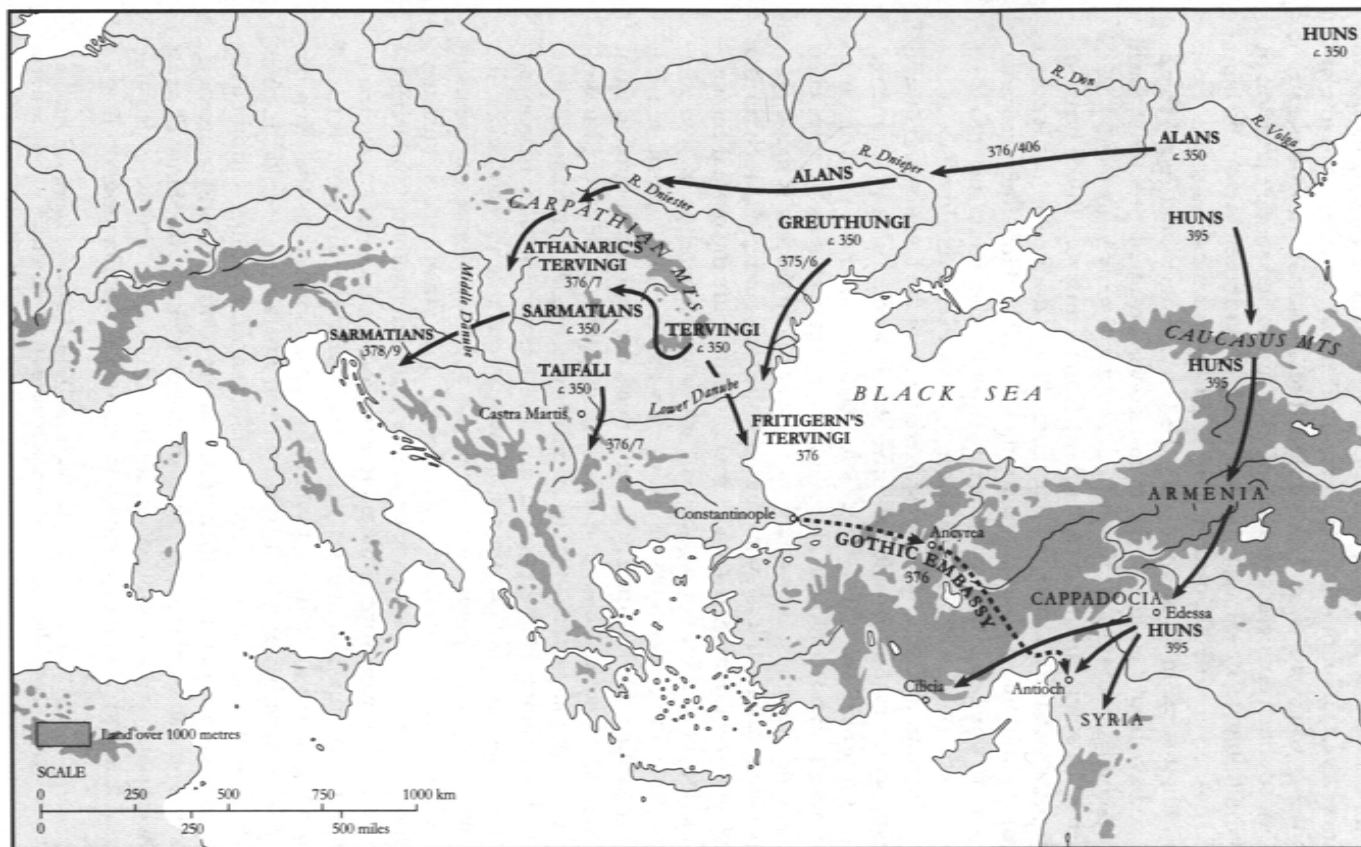 HUNS
c. 350
R. Don
R. Volga
ALANS
c. 350
376/406
R. Dnieper
ALANS
R. Dniester
CARPATHIAN MTS
GREUTHUNGI
c. 350
375/6
HUNS
395
ATHANARIC'S
TERVINGI
376/7
Middle Danube
SARMATIANS
c. 350
SARMATIANS
378/9
TERVINGI
c. 350
CAUCASUS MTS
HUNS
395
TAIFALI
c. 350
Lower Danube
BLACK SEA
Castra Martis
376/7
FRITIGERN'S
TERVINGI
376
ARMENIA
Constantinople
Ancyrea
GOTHIC EMBASSY
376
CAPPADOCIA
Edessa
HUNS
395
Cilicia
Antioch
SYRIA
Land over 1000 metres
SCALE
0 250 500 750 1000 km
0 250 500 miles